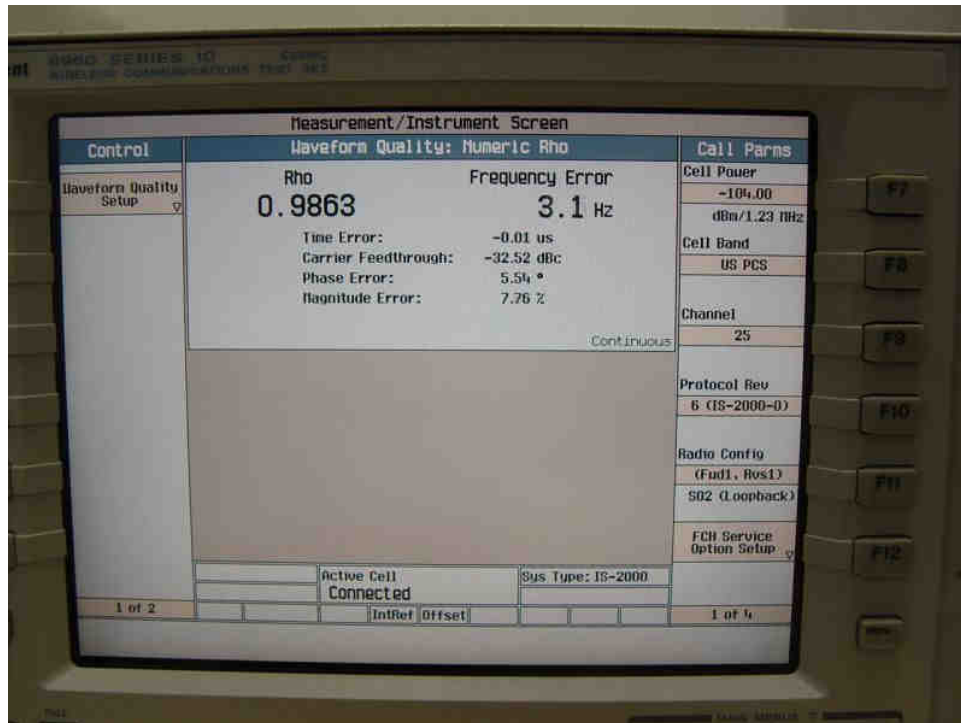 8960 SERIES 10
WIRELESS COMMUNICATIONS TEST SET
Measurement/Instrument Screen
Control
Waveform Quality: Numeric Rho
Call Parms
Waveform Quality
Setup
Rho
Frequency Error
0.9863
3.1 Hz
Time Error: -0.01 us
Carrier Feedthrough: -32.52 dBc
Phase Error: 5.54 °
Magnitude Error: 7.76 %
Continuous
Cell Power
-104.00
dBm/1.23 MHz
Cell Band
US PCS
Channel
25
Protocol Rev
6 (IS-2000-0)
Radio Config
(Fwd1, Rvs1)
SO2 (Loopback)
FCH Service
Option Setup
Active Cell
Connected
Sys Type: IS-2000
IntRef Offset
1 of 2
1 of 4
F7
F8
F9
F10
F11
F12